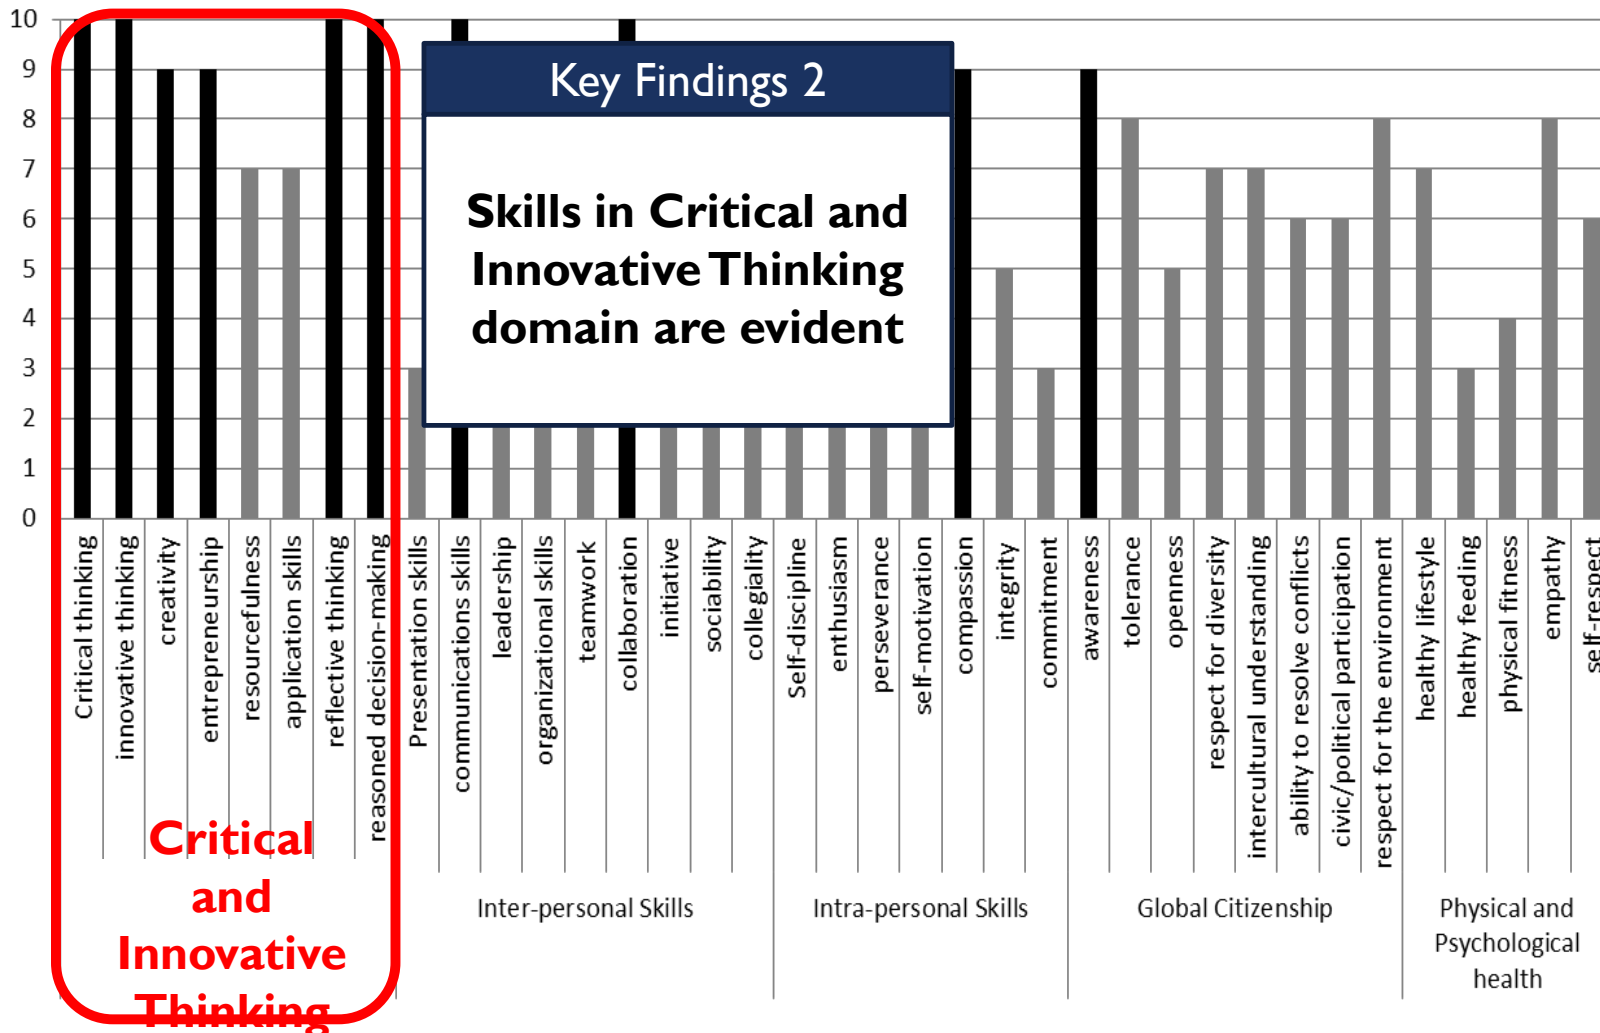 10
9
8
7
6
5
4
3
2
1
0
Key Findings 2
Skills in Critical and
Innovative Thinking
domain are evident
Critical thinking
innovative thinking
creativity
entrepreneurship
resourcefulness
application skills
reflective thinking
reasoned decision-making
Presentation skills
communications skills
leadership
organizational skills
teamwork
collaboration
initiative
sociability
collegiality
Self-discipline
enthusiasm
perseverance
self-motivation
compassion
integrity
commitment
awareness
tolerance
openness
respect for diversity
intercultural understanding
ability to resolve conflicts
civic/political participation
respect for the environment
healthy lifestyle
healthy feeding
physical fitness
empathy
self-respect
Critical
and
Innovative
Thinking
Inter-personal Skills
Intra-personal Skills
Global Citizenship
Physical and
Psychological
health